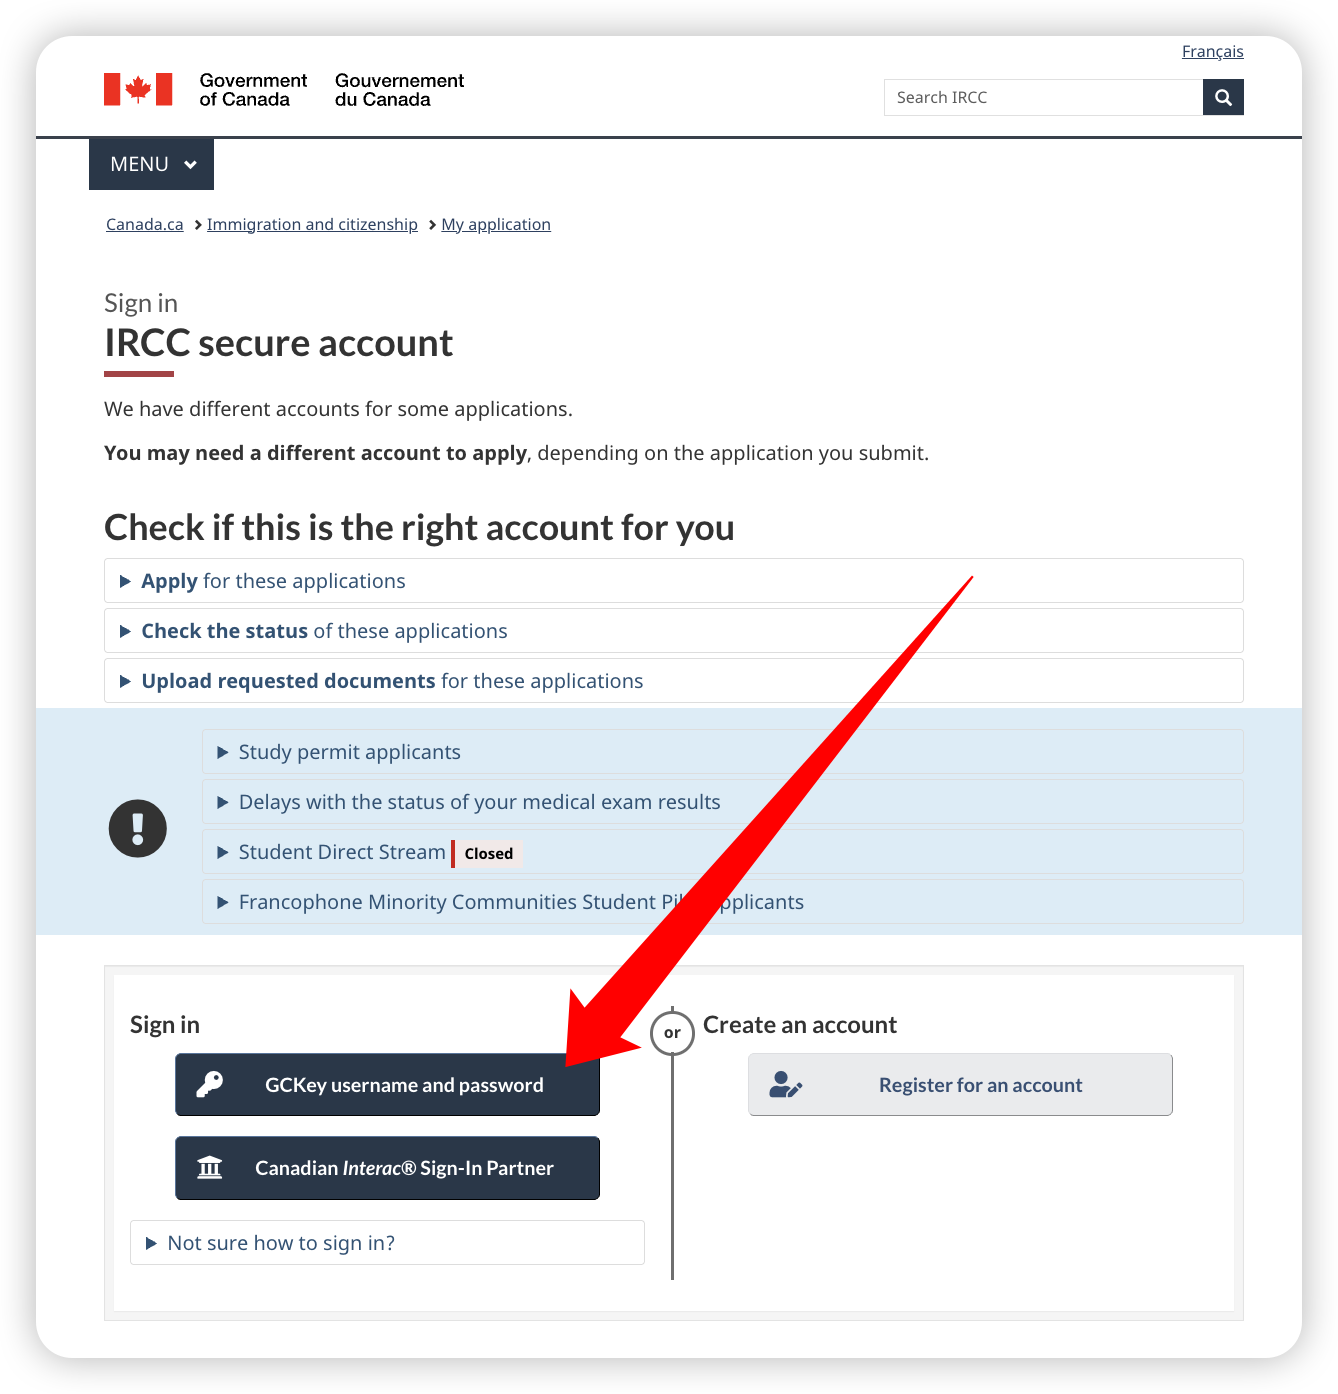 Français
Government of Canada
Gouvernement du Canada
Search IRCC
MENU
Canada.ca
Immigration and citizenship
My application
Sign in
IRCC secure account
We have different accounts for some applications.
You may need a different account to apply, depending on the application you submit.
Check if this is the right account for you
Apply for these applications
Check the status of these applications
Upload requested documents for these applications
Study permit applicants
Delays with the status of your medical exam results
Student Direct Stream Closed
Francophone Minority Communities Student
Sign in
GCKey username and password
Canadian Interac® Sign-In Partner
Not sure how to sign in?
or
Create an account
Register for an account